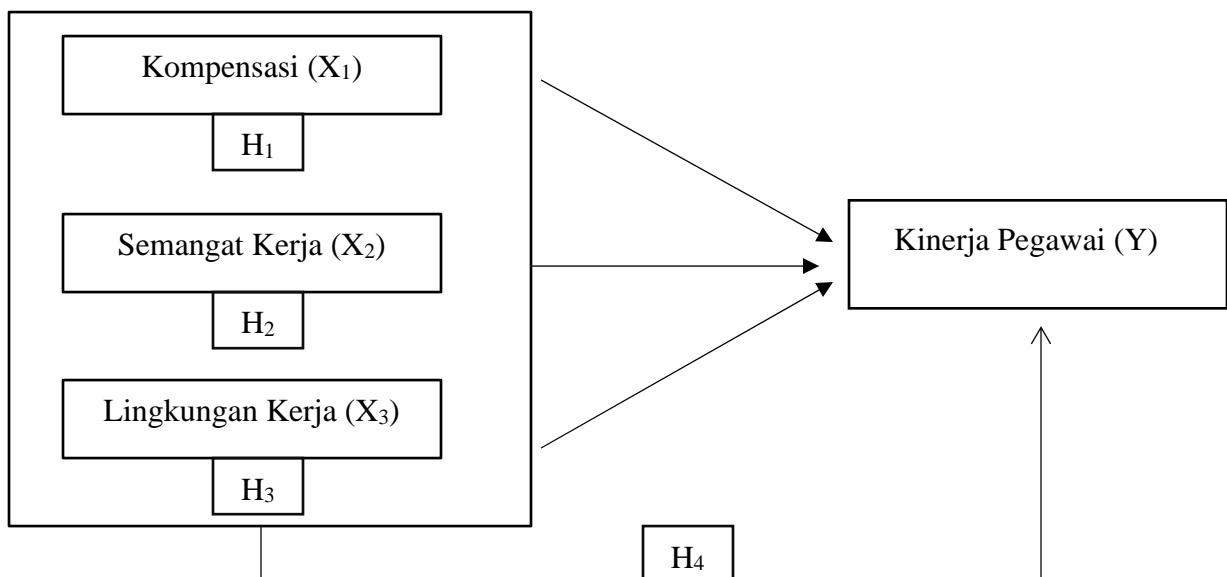 Kompensasi (X₁)
H₁
Semangat Kerja (X₂)
Kinerja Pegawai (Y)
H₂
Lingkungan Kerja (X₃)
H₃
H₄